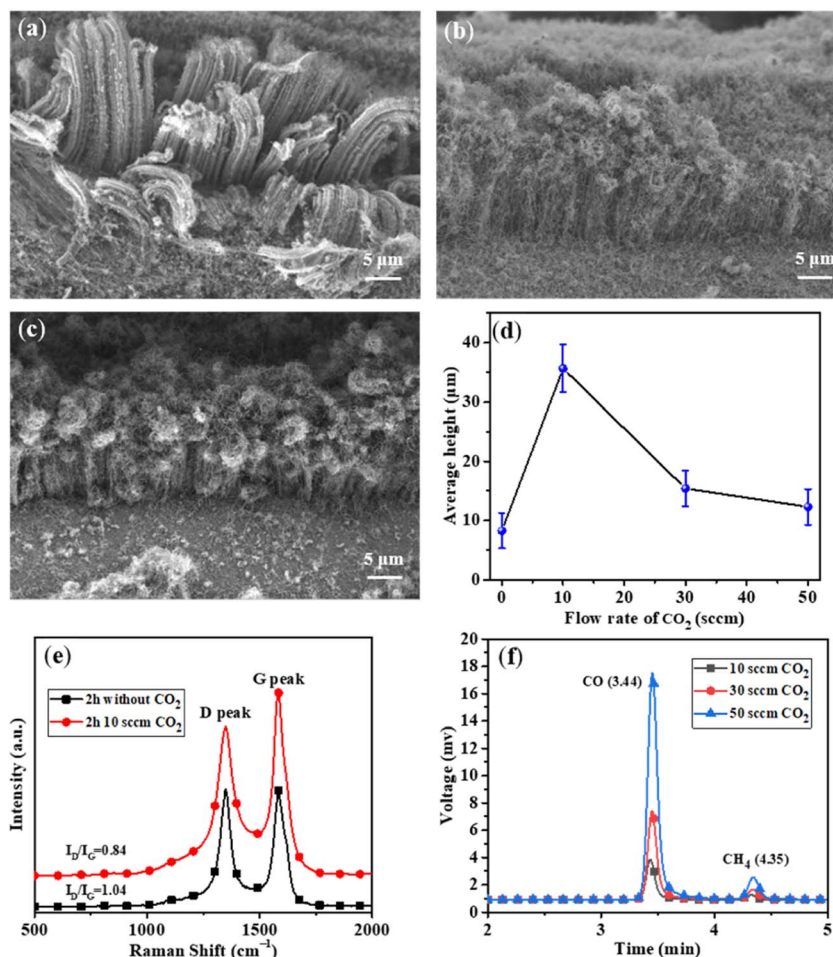 (a)
5 μm
(b)
5 μm
(c)
5 μm
(d)
Average height (μm)
40
30
20
10
0
0 10 20 30 40 50
Flow rate of CO₂ (sccm)
(e)
2h without CO₂
2h 10 sccm CO₂
D peak
G peak
I_D/I_G=0.84
I_D/I_G=1.04
Intensity (a.u.)
500 1000 1500 2000
Raman Shift (cm⁻¹)
(f)
10 sccm CO₂
30 sccm CO₂
50 sccm CO₂
CO (3.44)
CH₄ (4.35)
Voltage (mv)
20
18
16
14
12
10
8
6
4
2
0
2 3 4 5
Time (min)